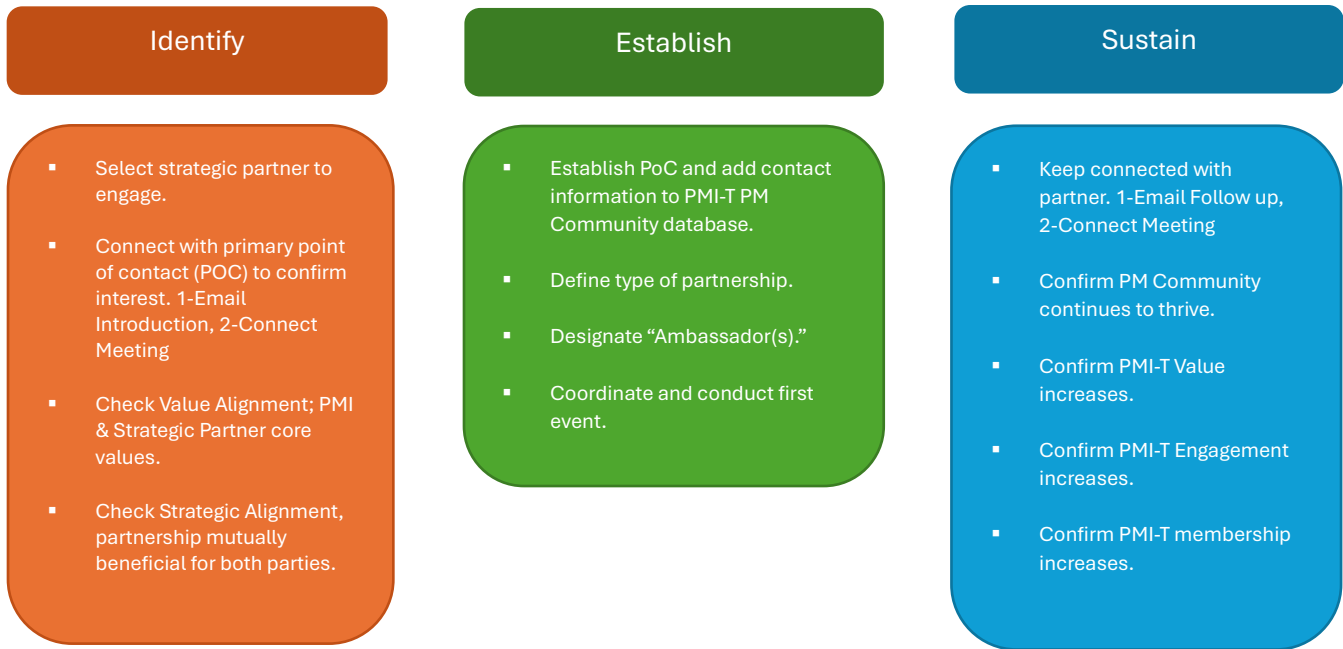 Identify
Select strategic partner to
engage.
Connect with primary point
of contact (POC) to confirm
interest. 1-Email
Introduction, 2-Connect
Meeting
Check Value Alignment; PMI
& Strategic Partner core
values.
Check Strategic Alignment,
partnership mutually
beneficial for both parties.
Establish
Establish PoC and add contact
information to PMI-T PM
Community database.
Define type of partnership.
Designate “Ambassador(s).”
Coordinate and conduct first
event.
Sustain
Keep connected with
partner. 1-Email Follow up,
2-Connect Meeting
Confirm PM Community
continues to thrive.
Confirm PMI-T Value
increases.
Confirm PMI-T Engagement
increases.
Confirm PMI-T membership
increases.